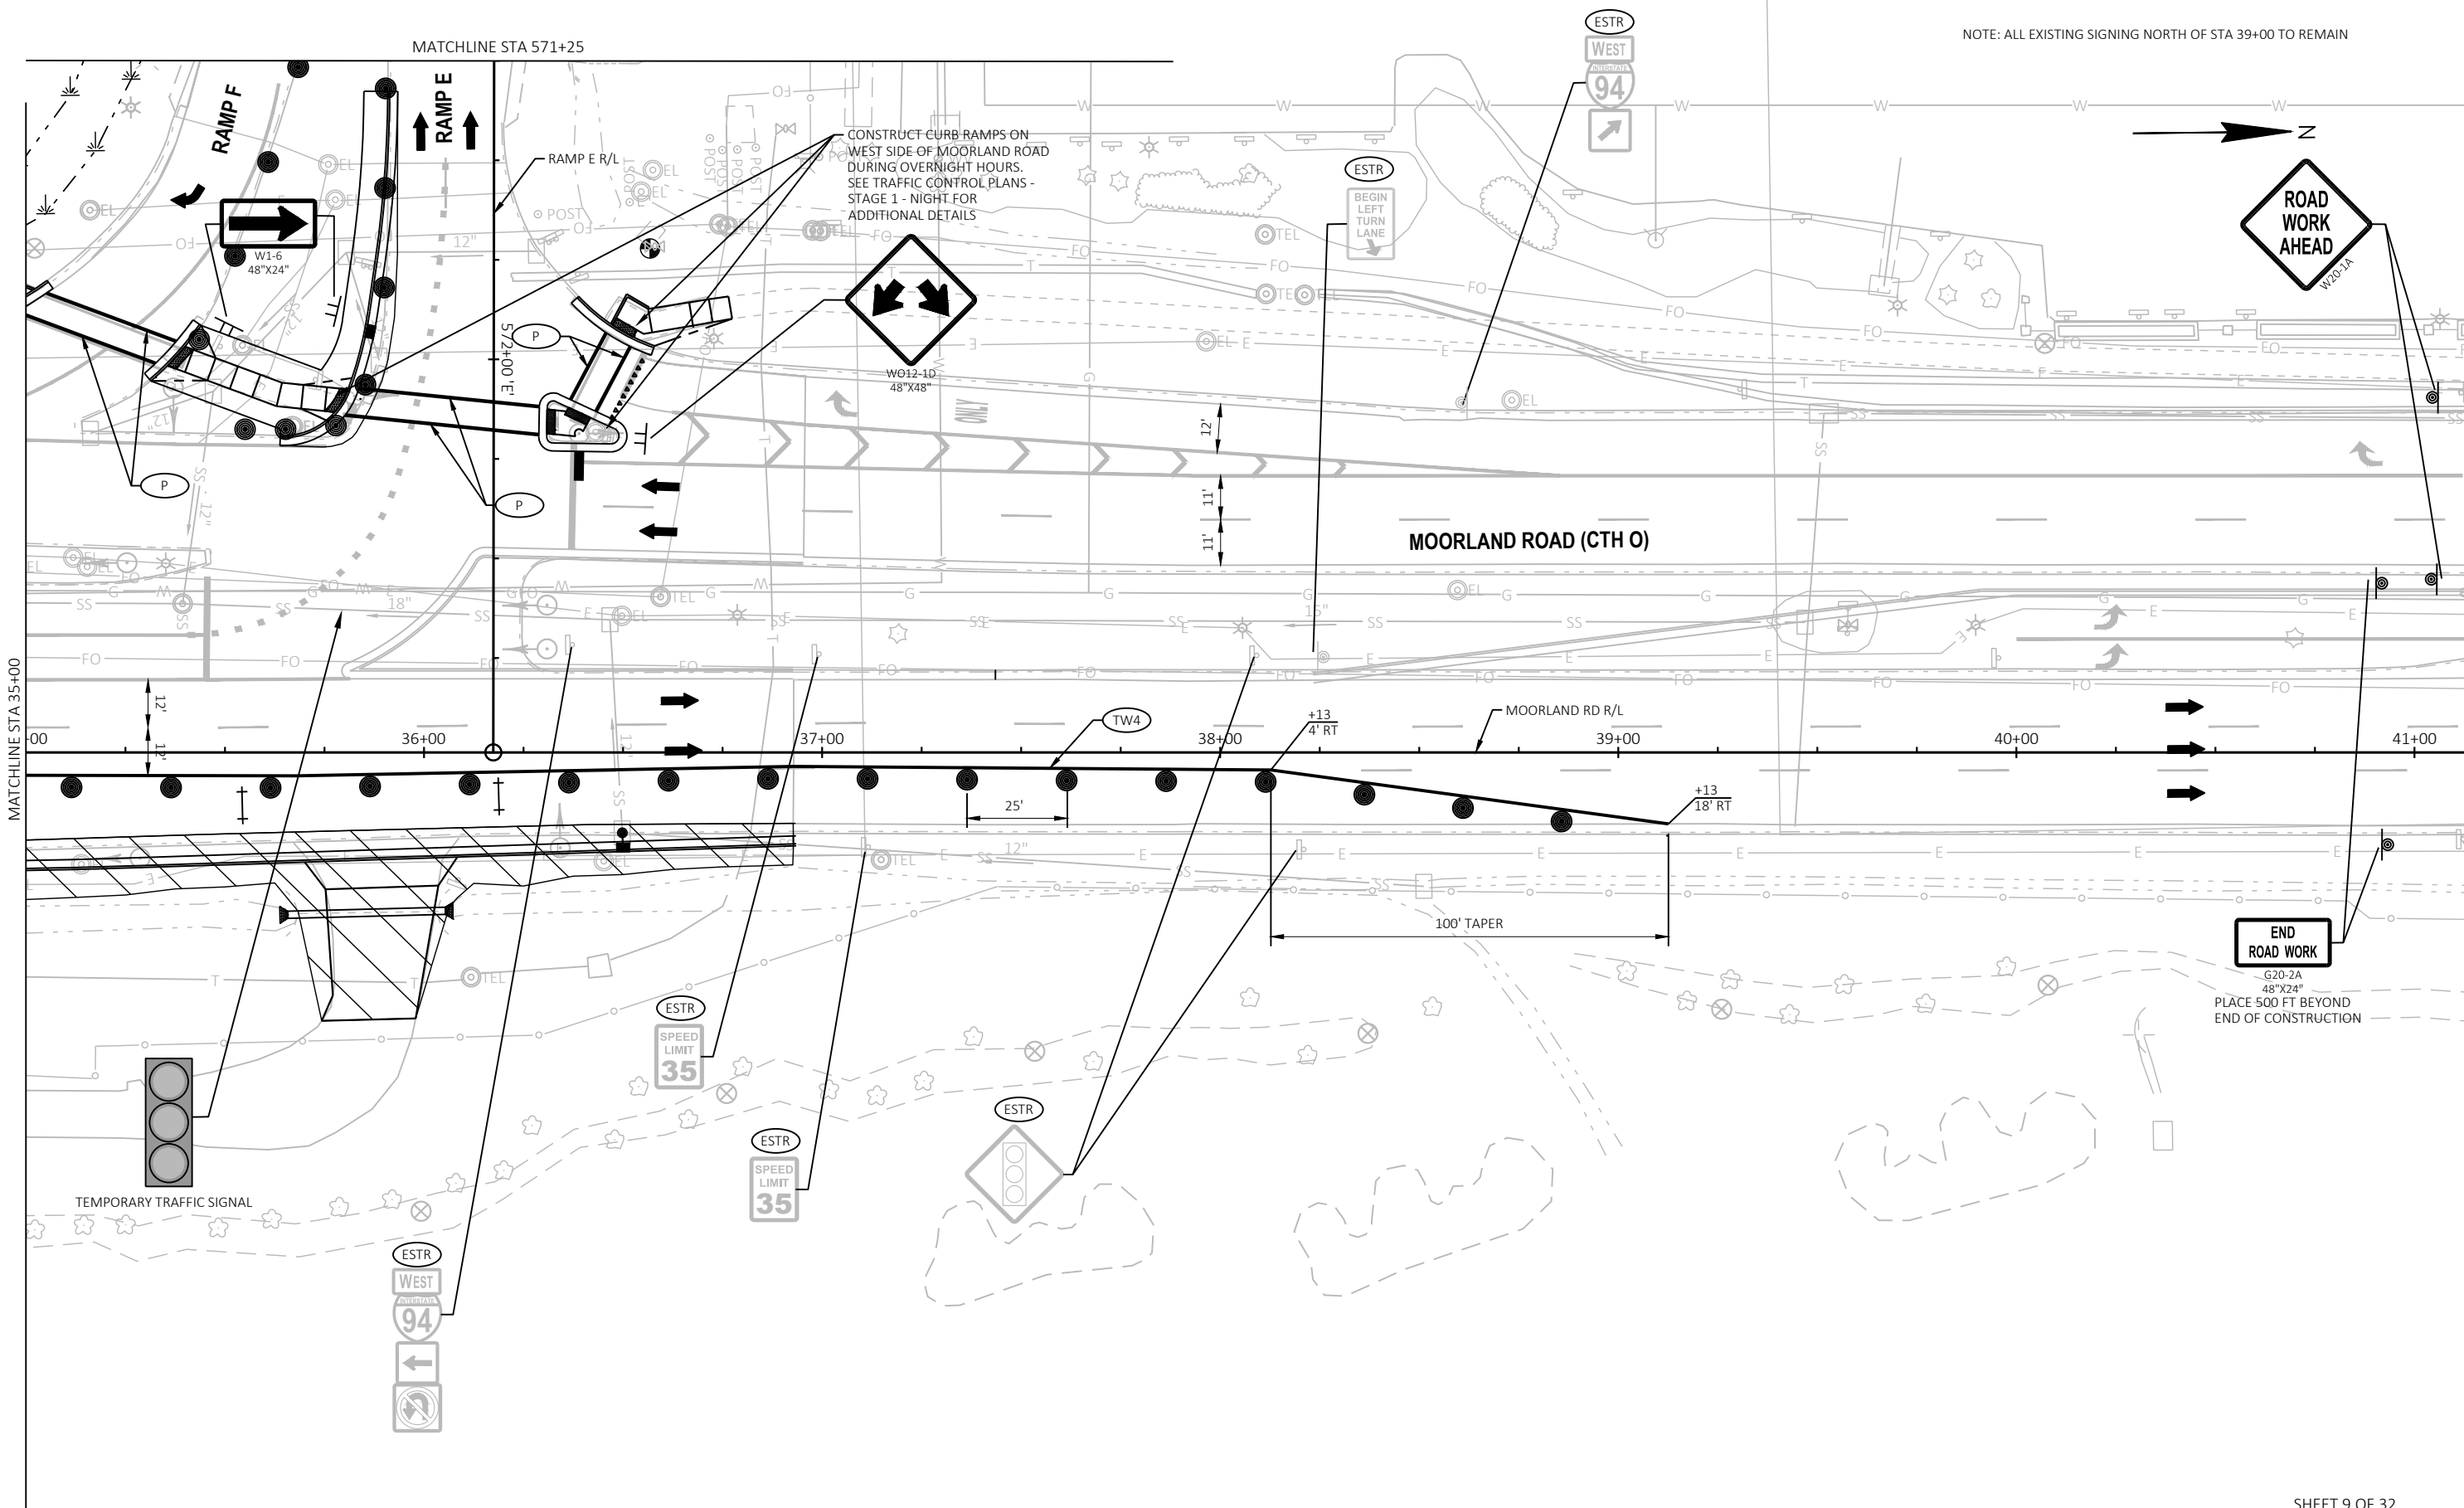 MATCHLINE STA 571+25
NOTE: ALL EXISTING SIGNING NORTH OF STA 39+00 TO REMAIN
ESTR
WEST
INTERSTATE
94
RAMP F
RAMP E
RAMP E R/L
CONSTRUCT CURB RAMPS ON
WEST SIDE OF MOORLAND ROAD
DURING OVERNIGHT HOURS.
SEE TRAFFIC CONTROL PLANS -
STAGE 1 - NIGHT FOR
ADDITIONAL DETAILS
ESTR
BEGIN
LEFT
TURN
LANE
N
ROAD
WORK
AHEAD
W20-1A
W1-6
48"X24"
WO12-1D
48"X48"
572+00 'E'
P
P
P
12'
11'
11'
MOORLAND ROAD (CTH O)
MATCHLINE STA 35+00
12'
12'
TW4
+13
4' RT
MOORLAND RD R/L
-00
36+00
37+00
38+00
39+00
40+00
41+00
25'
+13
18' RT
100' TAPER
END
ROAD WORK
G20-2A
48"X24"
PLACE 500 FT BEYOND
END OF CONSTRUCTION
ESTR
SPEED
LIMIT
35
ESTR
SPEED
LIMIT
35
ESTR
TEMPORARY TRAFFIC SIGNAL
ESTR
WEST
INTERSTATE
94
SHEET 9 OF 32